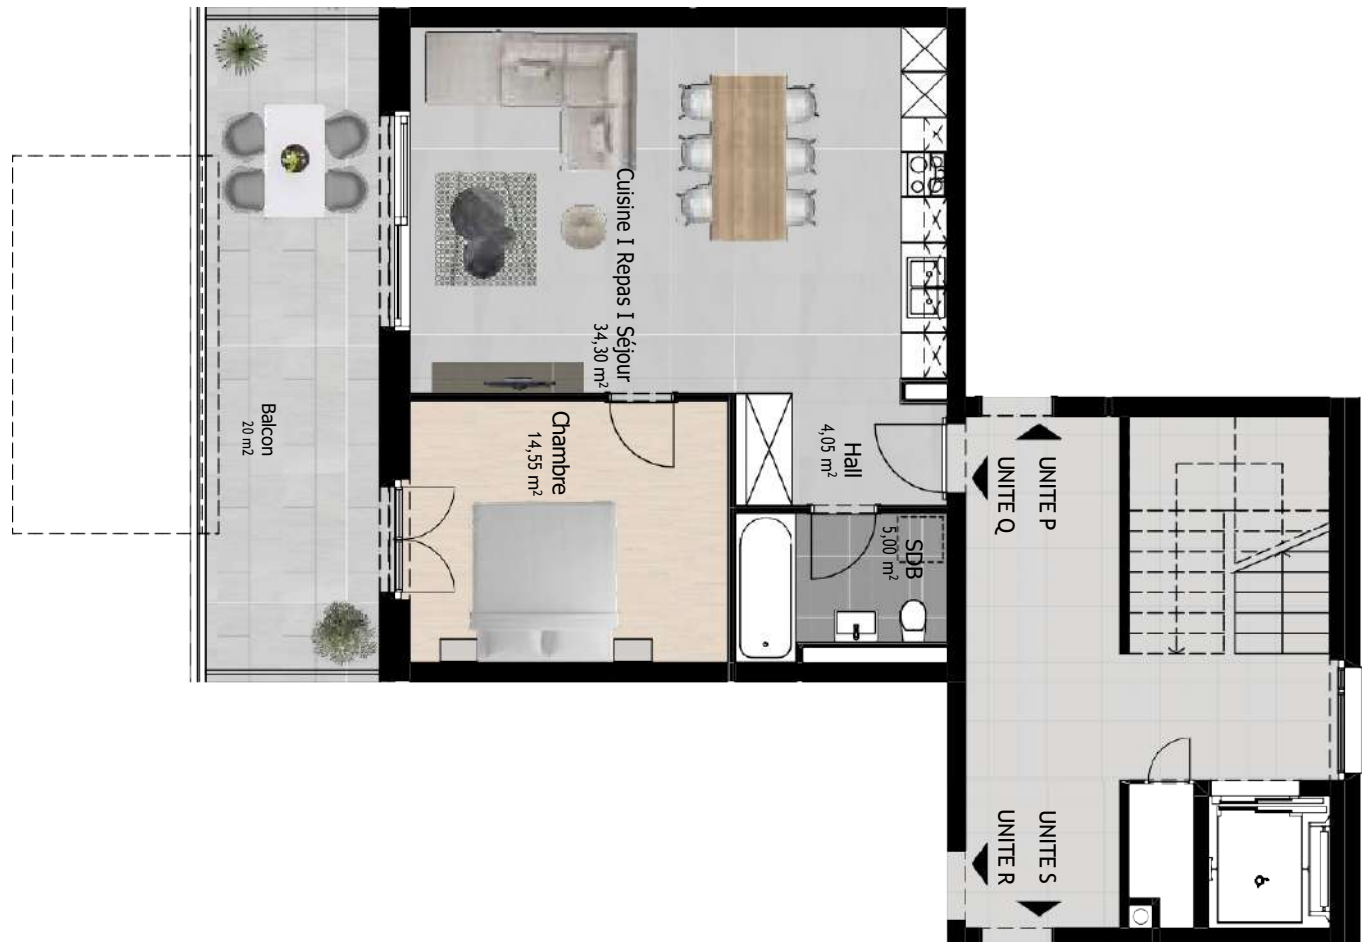 Cuisine I Repas I Séjour
34,30 m²
Balcon
20 m2
Chambre
14,55 m²
Hall
4,05 m²
SDB
5,00 m²
UNITE P
UNITE Q
UNITE S
UNITE R